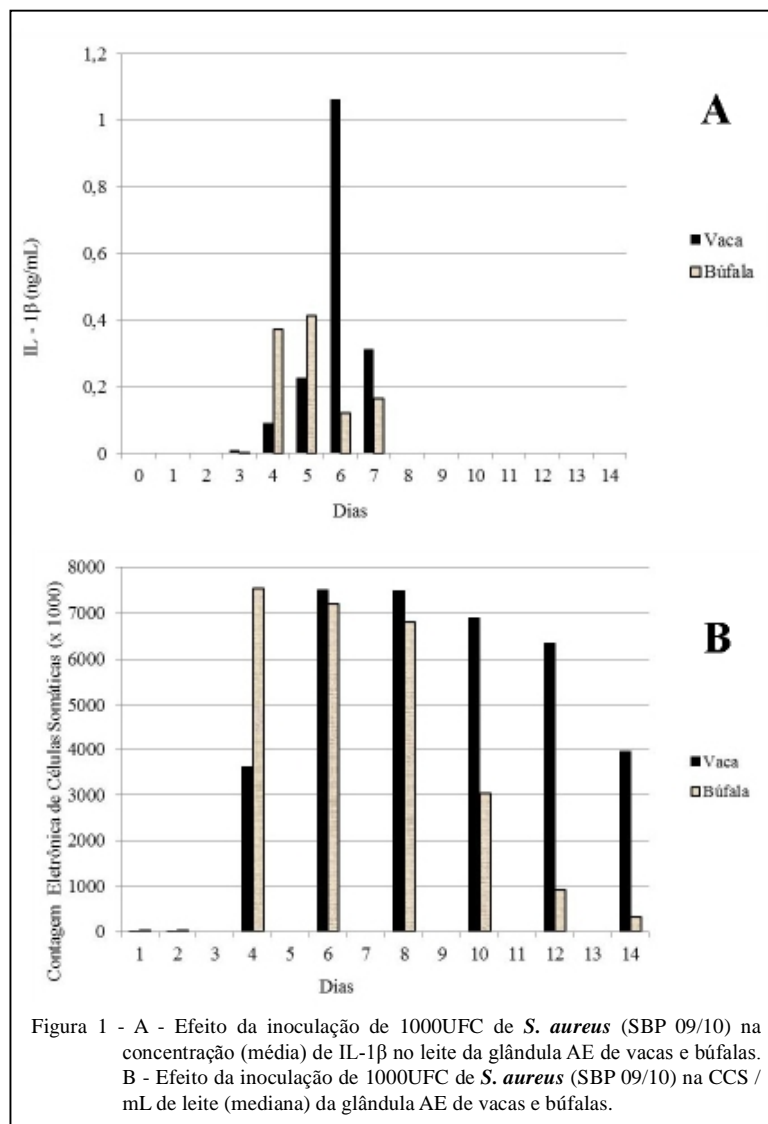 1,2
1
0,8
0,6
0,4
0,2
0
IL - 1β (ng/mL)
0 1 2 3 4 5 6 7 8 9 10 11 12 13 14
Dias
A
Vaca
Búfala
8000
7000
6000
5000
4000
3000
2000
1000
0
Contagem Eletrônica de Células Somáticas (x 1000)
1 2 3 4 5 6 7 8 9 10 11 12 13 14
Dias
B
Vaca
Búfala
Figura 1 - A - Efeito da inoculação de 1000UFC de S. aureus (SBP 09/10) na
concentração (média) de IL-1β no leite da glândula AE de vacas e búfalas.
B - Efeito da inoculação de 1000UFC de S. aureus (SBP 09/10) na CCS /
mL de leite (mediana) da glândula AE de vacas e búfalas.